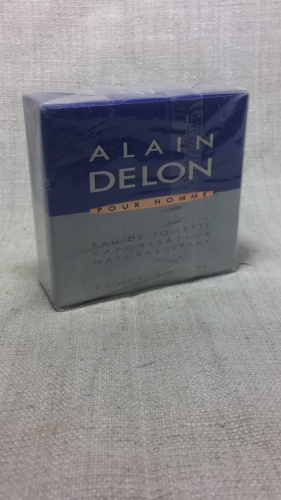 ALAIN
DELON
POUR HOMME
EAU DE TOILETTE
VAPORISATEUR
NATURAL SPRAY